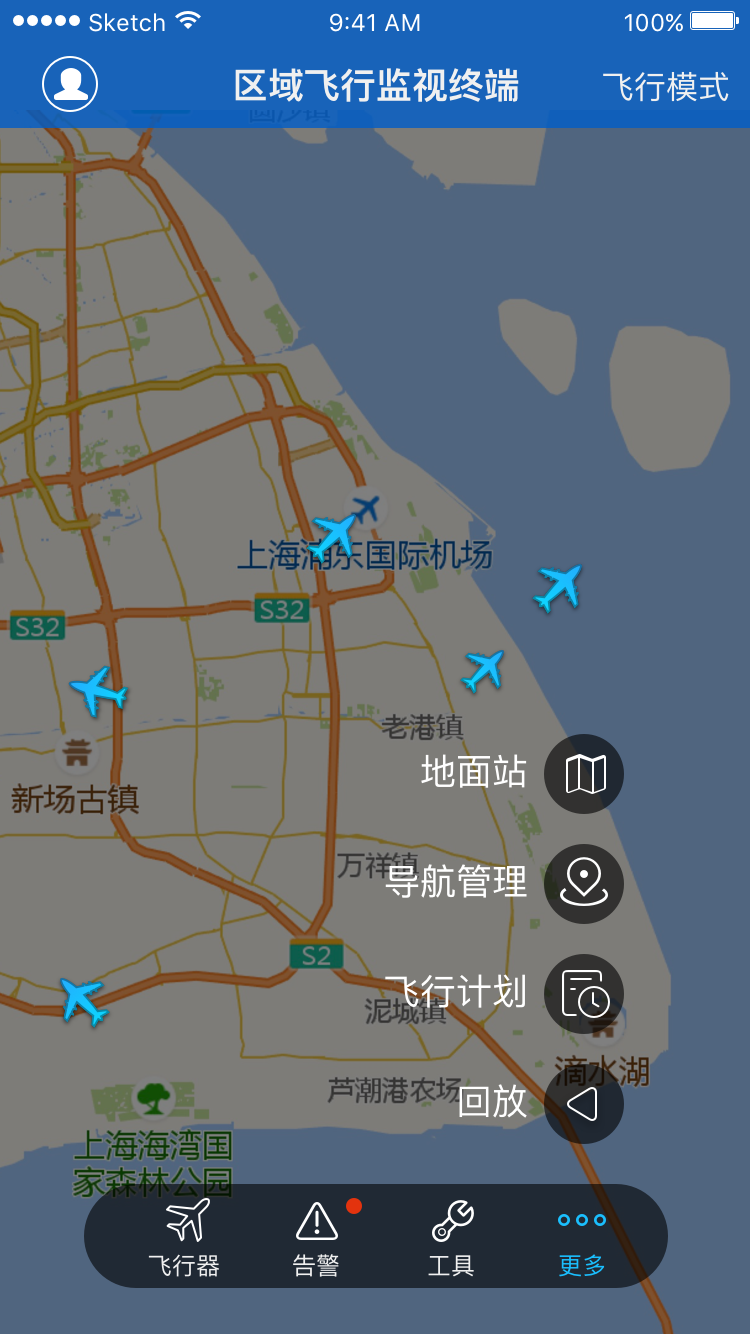 Sketch 9:41 AM 100%
区域飞行监视终端 飞行模式
上海浦东国际机场
S32
S32
老港镇
地面站
新场古镇
万祥镇
导航管理
S2
飞行计划
泥城镇
滴水湖
芦潮港农场
回放
上海海湾国
家森林公园
飞行器 告警 工具 更多